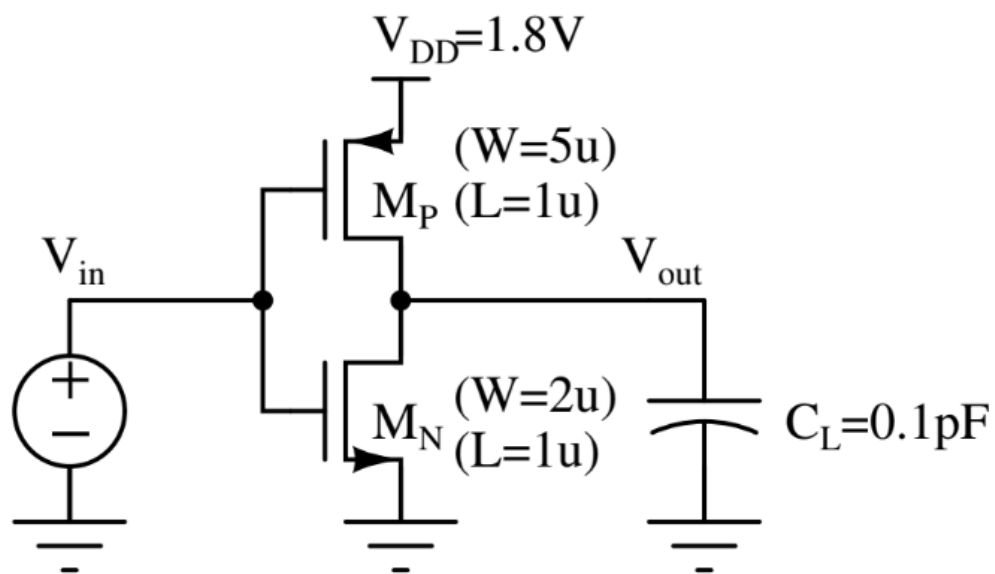 V_DD=1.8V
(W=5u)
M_P (L=1u)
V_in
V_out
(W=2u)
M_N
(L=1u)
C_L=0.1pF